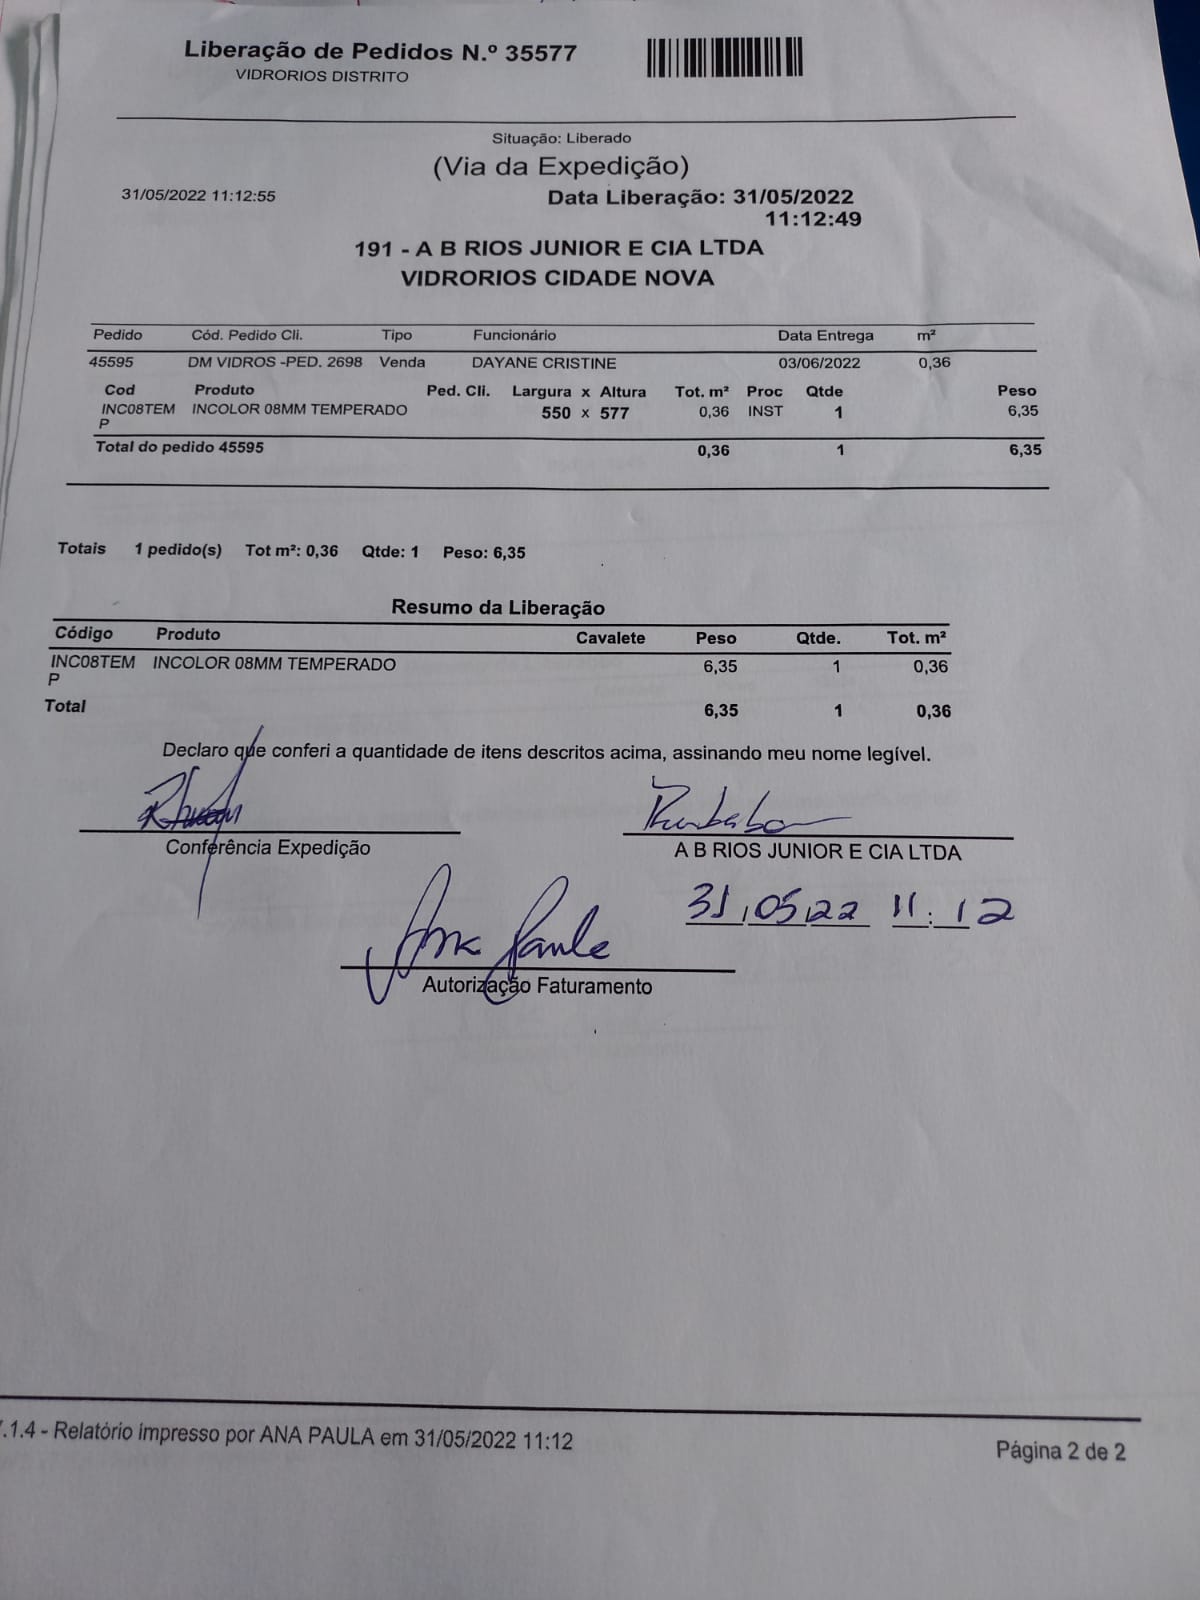 Liberação de Pedidos N.º 35577
VIDRORIOS DISTRITO
Situação: Liberado
(Via da Expedição)
31/05/2022 11:12:55 Data Liberação: 31/05/2022
11:12:49
191 - A B RIOS JUNIOR E CIA LTDA
VIDRORIOS CIDADE NOVA
Pedido Cód. Pedido Cli. Tipo Funcionário Data Entrega m²
45595 DM VIDROS -PED. 2698 Venda DAYANE CRISTINE 03/06/2022 0,36
Cod Produto Ped. Cli. Largura x Altura Tot. m² Proc Qtde Peso
INC08TEM INCOLOR 08MM TEMPERADO 550 x 577 0,36 INST 1 6,35
P
Total do pedido 45595 0,36 1 6,35
Totais 1 pedido(s) Tot m²: 0,36 Qtde: 1 Peso: 6,35
Resumo da Liberação
Código Produto Cavalete Peso Qtde. Tot. m²
INC08TEM INCOLOR 08MM TEMPERADO 6,35 1 0,36
P
Total 6,35 1 0,36
Declaro que conferi a quantidade de itens descritos acima, assinando meu nome legível.
Conferência Expedição
A B RIOS JUNIOR E CIA LTDA
31/05/22 11:12
Ana Paula
Autorização Faturamento
.1.4 - Relatório impresso por ANA PAULA em 31/05/2022 11:12
Página 2 de 2